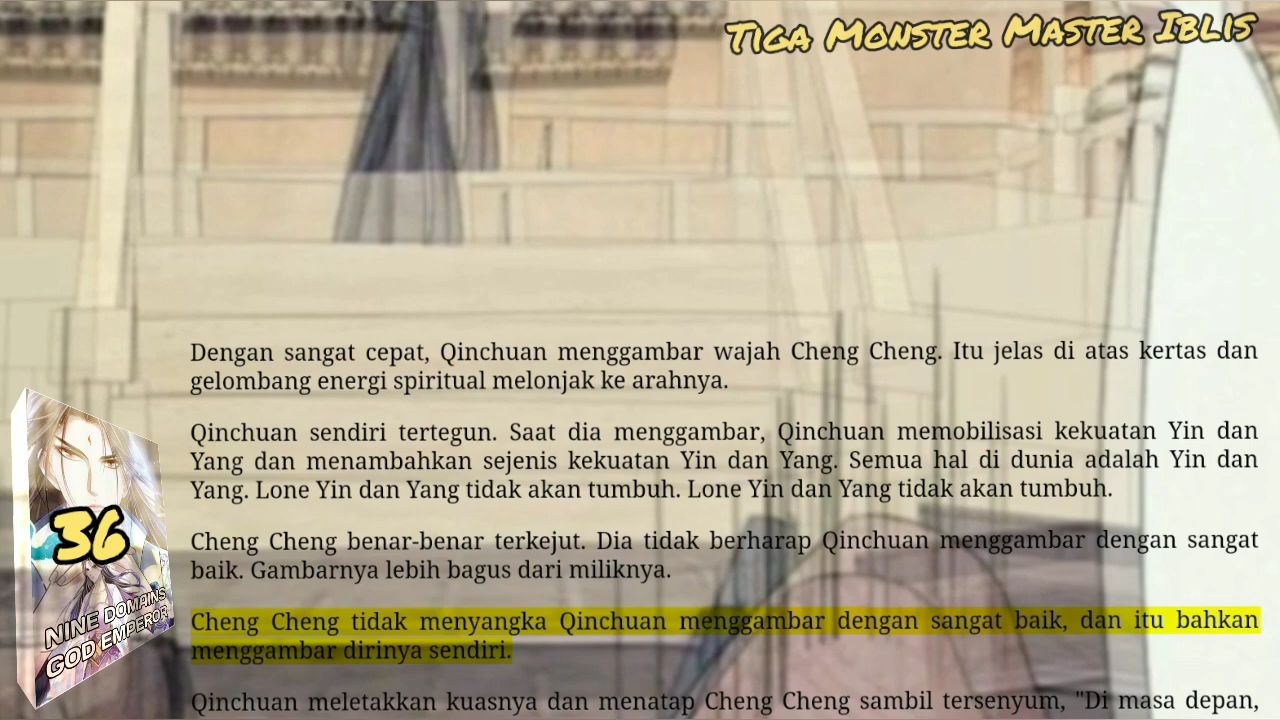 Tiga Monster Master Iblis
Dengan sangat cepat, Qinchuan menggambar wajah Cheng Cheng. Itu jelas di atas kertas dan
gelombang energi spiritual melonjak ke arahnya.
Qinchuan sendiri tertegun. Saat dia menggambar, Qinchuan memobilisasi kekuatan Yin dan
Yang dan menambahkan sejenis kekuatan Yin dan Yang. Semua hal di dunia adalah Yin dan
Yang. Lone Yin dan Yang tidak akan tumbuh. Lone Yin dan Yang tidak akan tumbuh.
Cheng Cheng benar-benar terkejut. Dia tidak berharap Qinchuan menggambar dengan sangat
baik. Gambarnya lebih bagus dari miliknya.
Cheng Cheng tidak menyangka Qinchuan menggambar dengan sangat baik, dan itu bahkan
menggambar dirinya sendiri.
Qinchuan meletakkan kuasnya dan menatap Cheng Cheng sambil tersenyum, "Di masa depan,
36
NINE DOMAINS
GOD EMPEROR